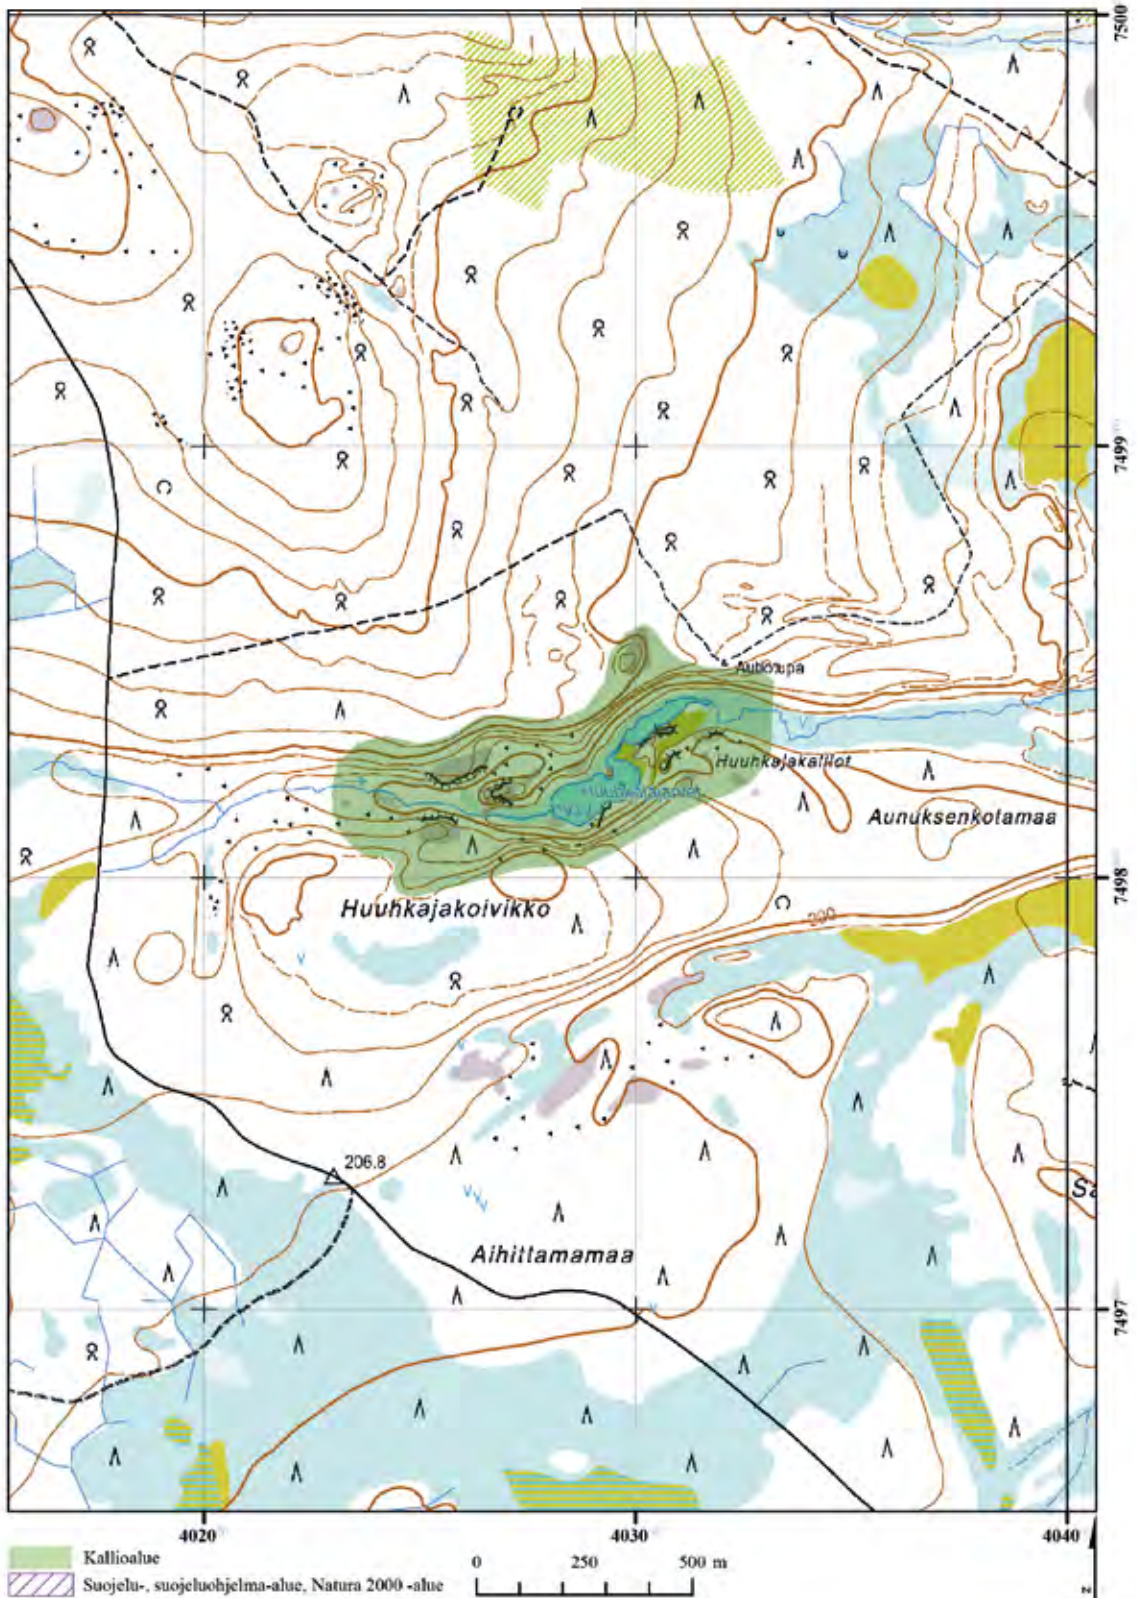 7500
7499
Autiotupa
Huuhkajakalliot
Aunuksenkotamaa
7498
Huuhkajakoivikko
200
206.8
Aihittamamaa
7497
4020
4030
4040
Kallioalue
0 250 500 m
Suojelu-, suojeluohjelma-alue, Natura 2000 -alue